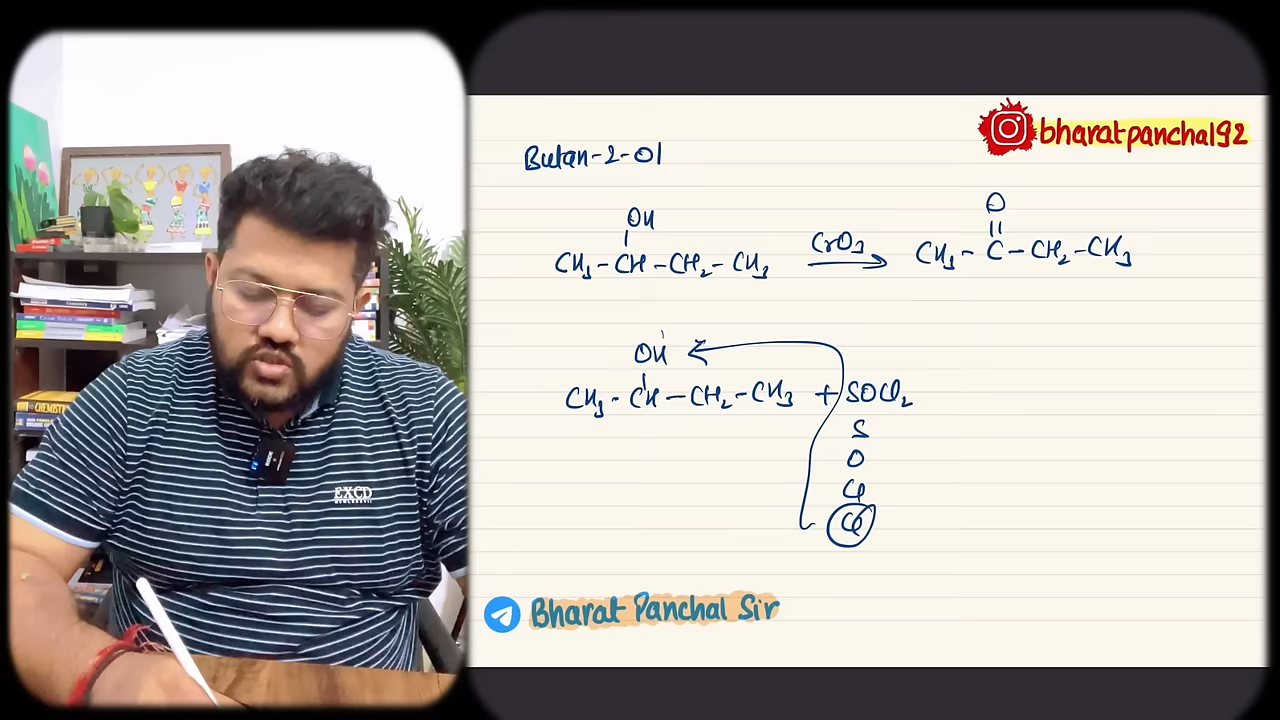 bharatpanchal92
Butan-2-Ol
OH
O
CH3-CH-CH2-CH3 CrO3 CH3-C-CH2-CH3
OH
CH3-CH-CH2-CH3 + SOCl2
S
O
Cl
Cl
EXCD
Bharat Panchal Sir